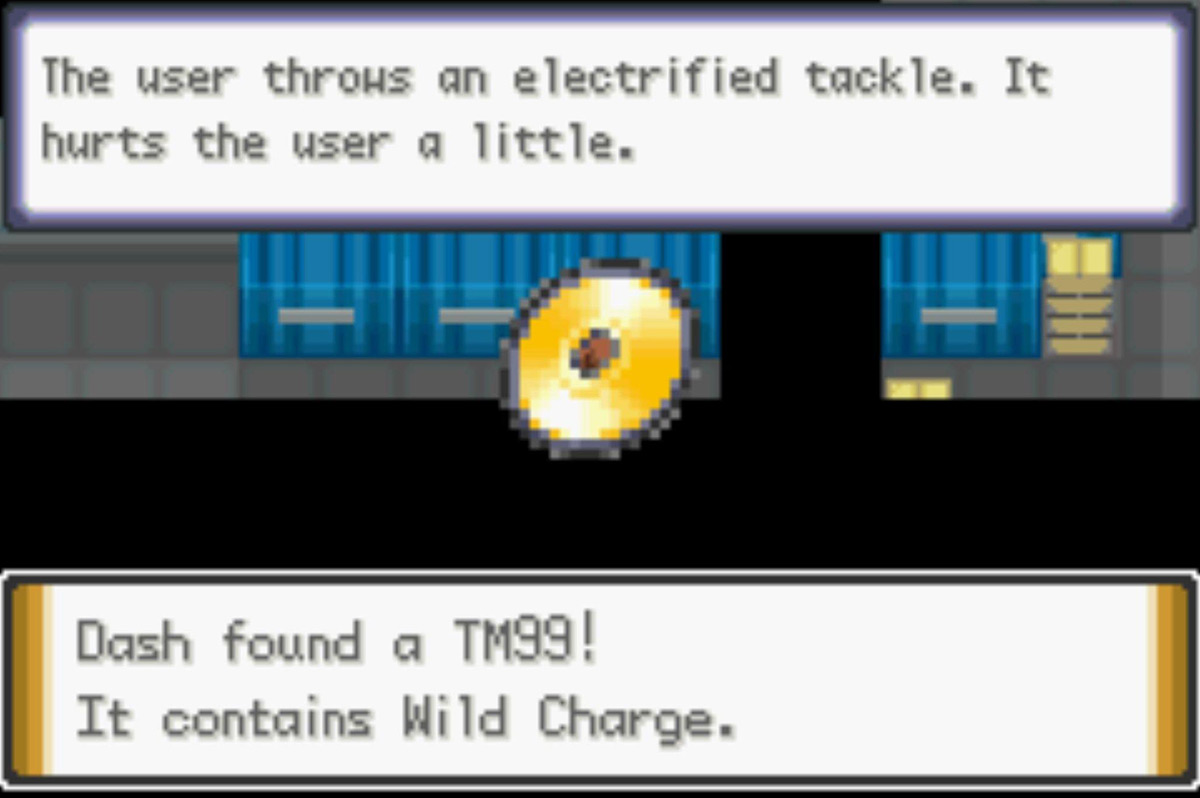 The user throws an electrified tackle. It
hurts the user a little.
Dash found a TM99!
It contains Wild Charge.